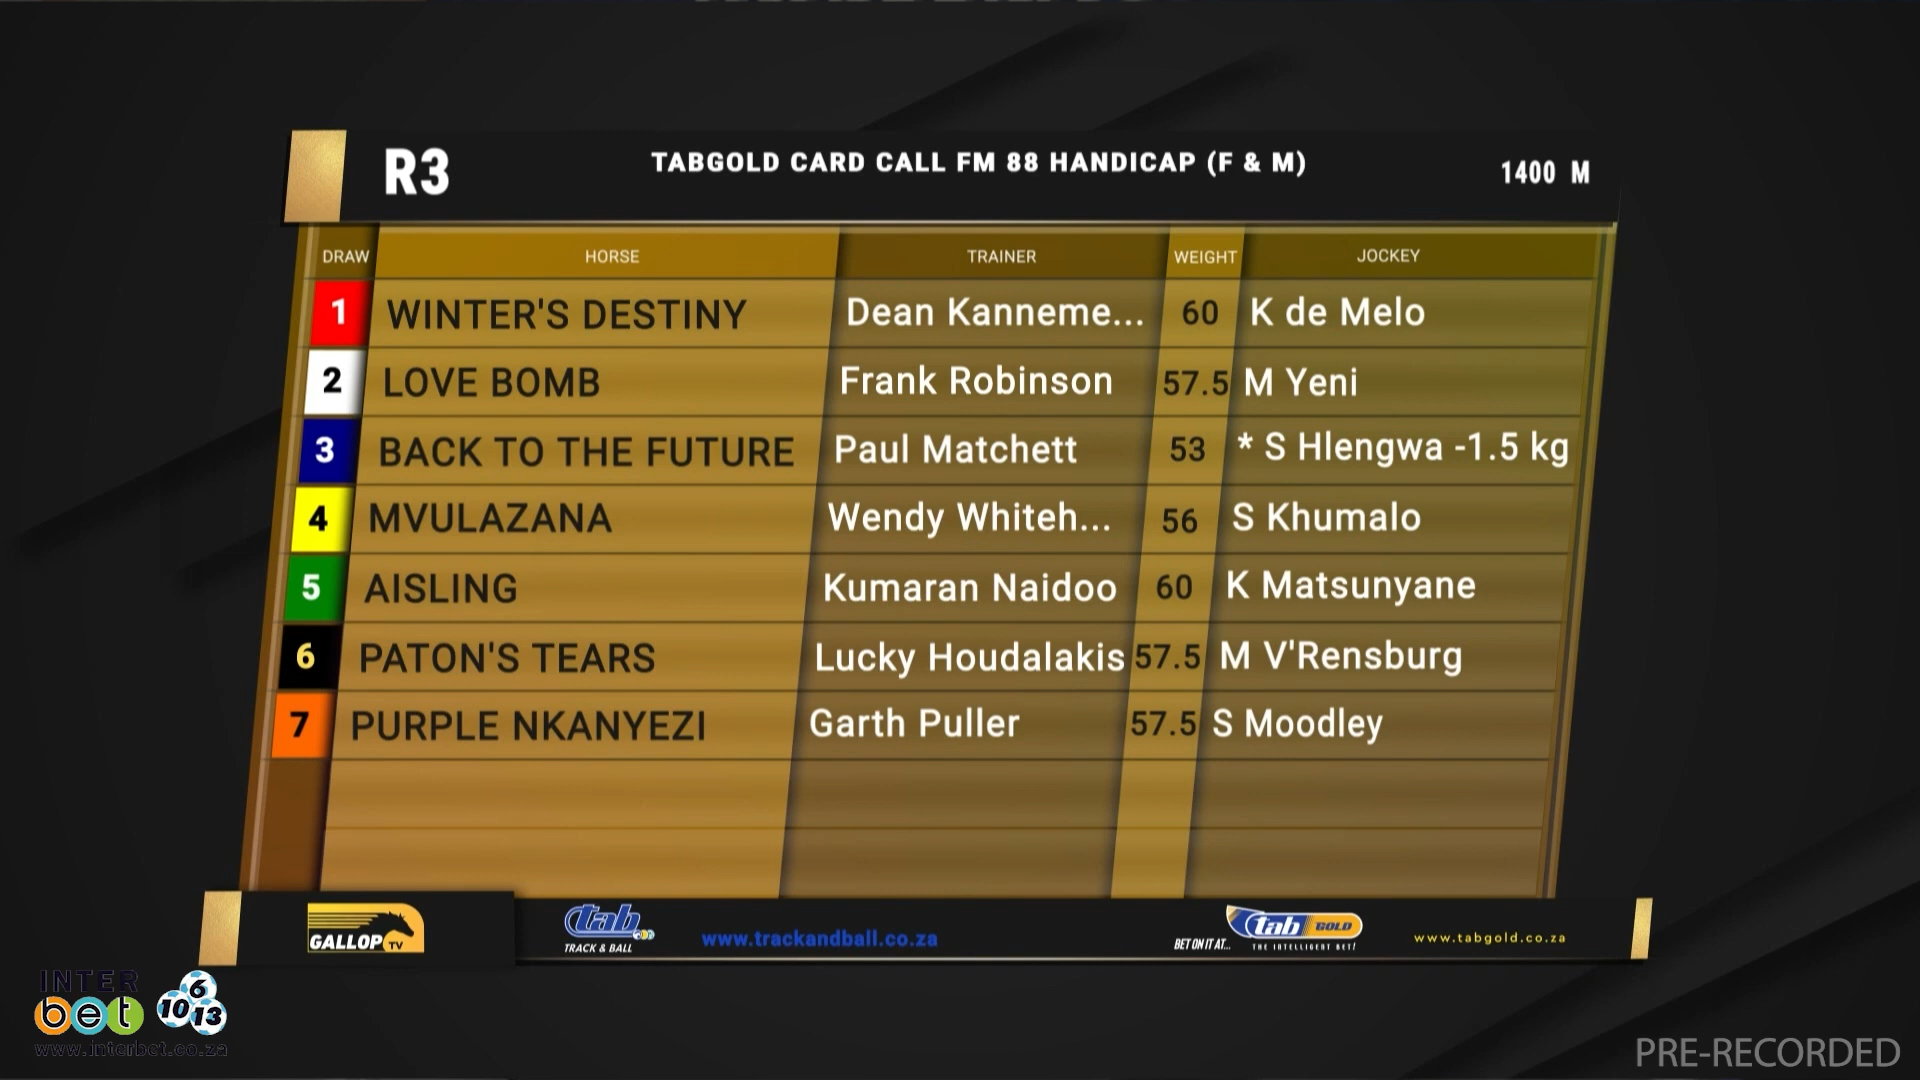 R3 TABGOLD CARD CALL FM 88 HANDICAP (F & M) 1400 M
DRAW HORSE TRAINER WEIGHT JOCKEY
1 WINTER'S DESTINY Dean Kanneme... 60 K de Melo
2 LOVE BOMB Frank Robinson 57.5 M Yeni
3 BACK TO THE FUTURE Paul Matchett 53 * S Hlengwa -1.5 kg
4 MVULAZANA Wendy Whiteh... 56 S Khumalo
5 AISLING Kumaran Naidoo 60 K Matsunyane
6 PATON'S TEARS Lucky Houdalakis 57.5 M V'Rensburg
7 PURPLE NKANYEZI Garth Puller 57.5 S Moodley
GALLOP TV
tab
TRACK & BALL
www.trackandball.co.za
BET ON IT AT...
tab GOLD
THE INTELLIGENT BET!
www.tabgold.co.za
INTER
bet
6
10 13
www.interbet.co.za
PRE-RECORDED